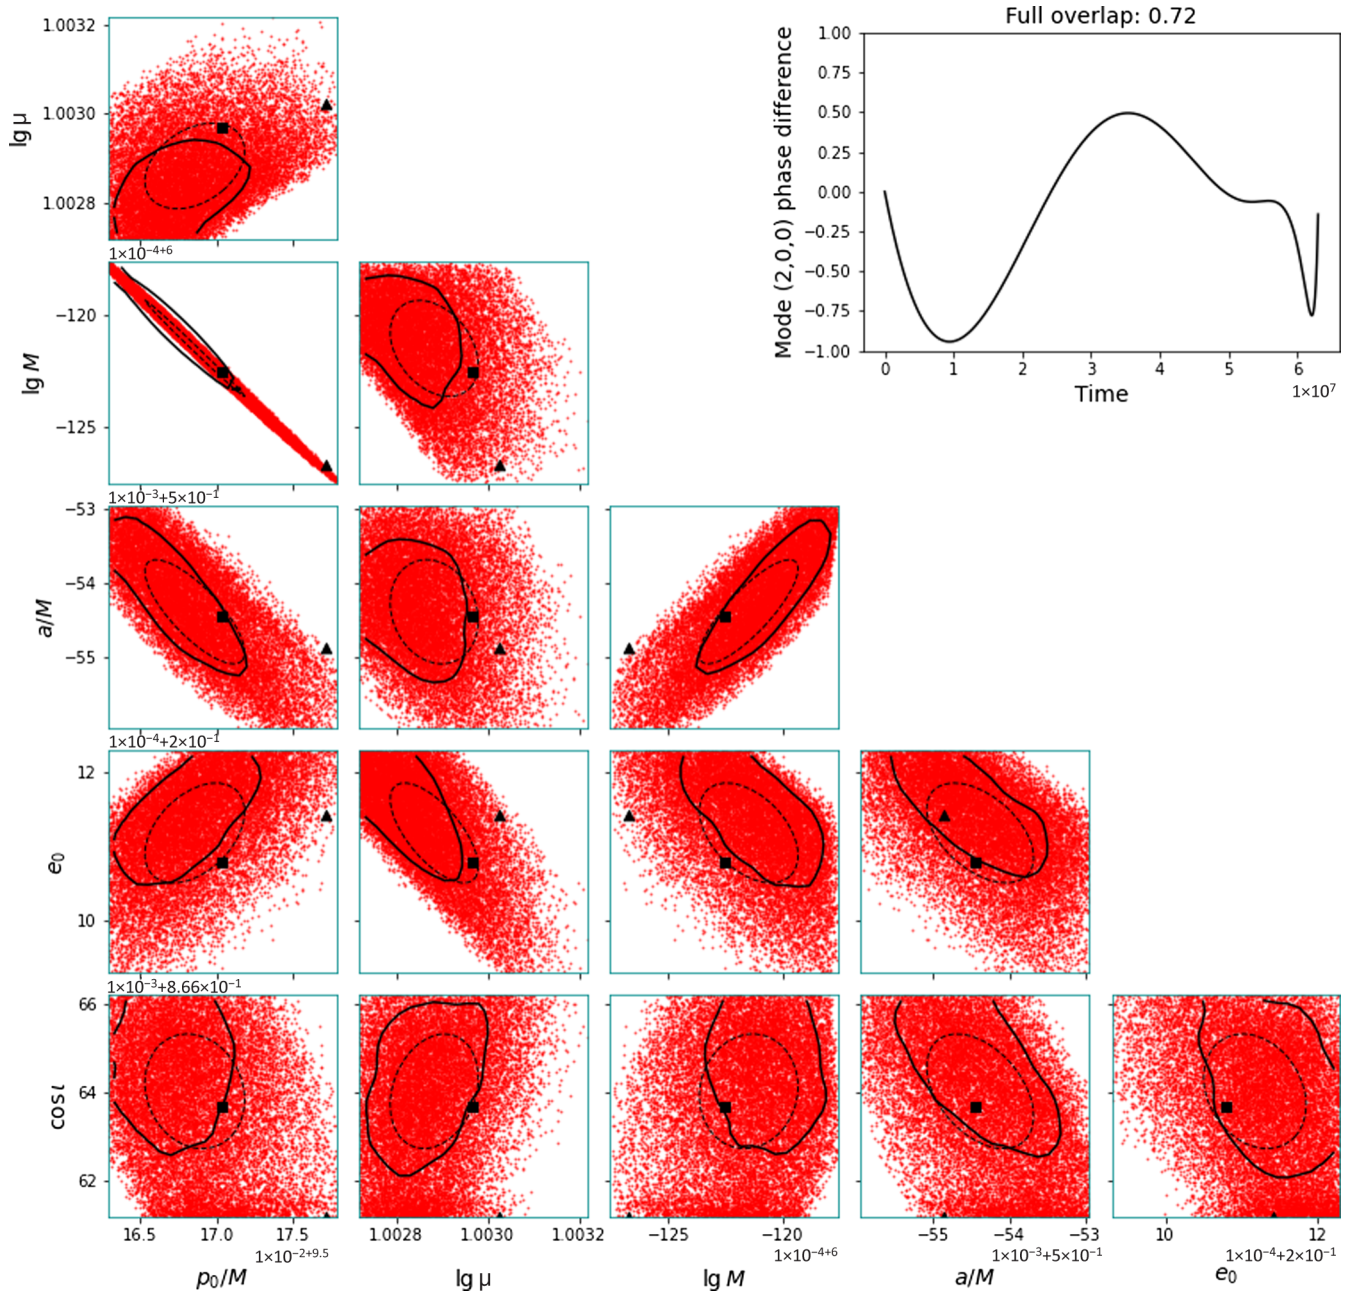 Full overlap: 0.72
1.00
0.75
0.50
0.25
0.00
−0.25
−0.50
−0.75
−1.00
Mode (2,0,0) phase difference
0 1 2 3 4 5 6
1×10⁷
Time
1.0032
1.0030
1.0028
lg μ
1×10⁻⁴+6
−120
−125
lg M
1×10⁻³+5×10⁻¹
−53
−54
−55
a/M
1×10⁻⁴+2×10⁻¹
12
10
e₀
1×10⁻³+8.66×10⁻¹
66
64
62
cos ι
16.5 17.0 17.5 1.0028 1.0030 1.0032 −125 −120 −55 −54 −53 10 12
1×10⁻²+9.5 1×10⁻⁴+6 1×10⁻³+5×10⁻¹ 1×10⁻⁴+2×10⁻¹
p₀/M lg μ lg M a/M e₀